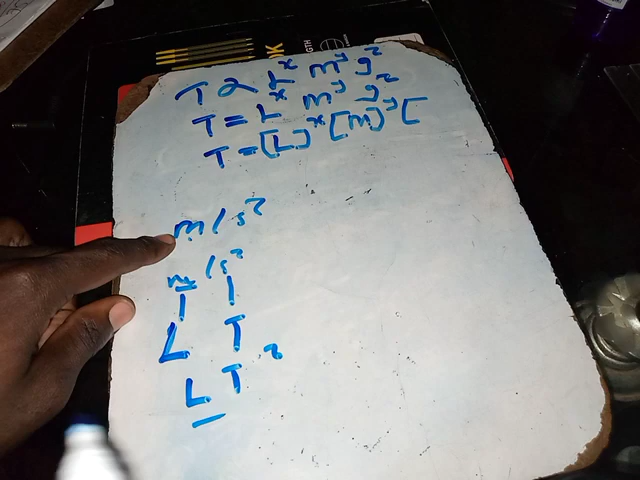 T α r^x m^y g^z
T = r^x m^y g^z
T = [L]^x [m]^y [
m/s²
m/s²
L T
L T²